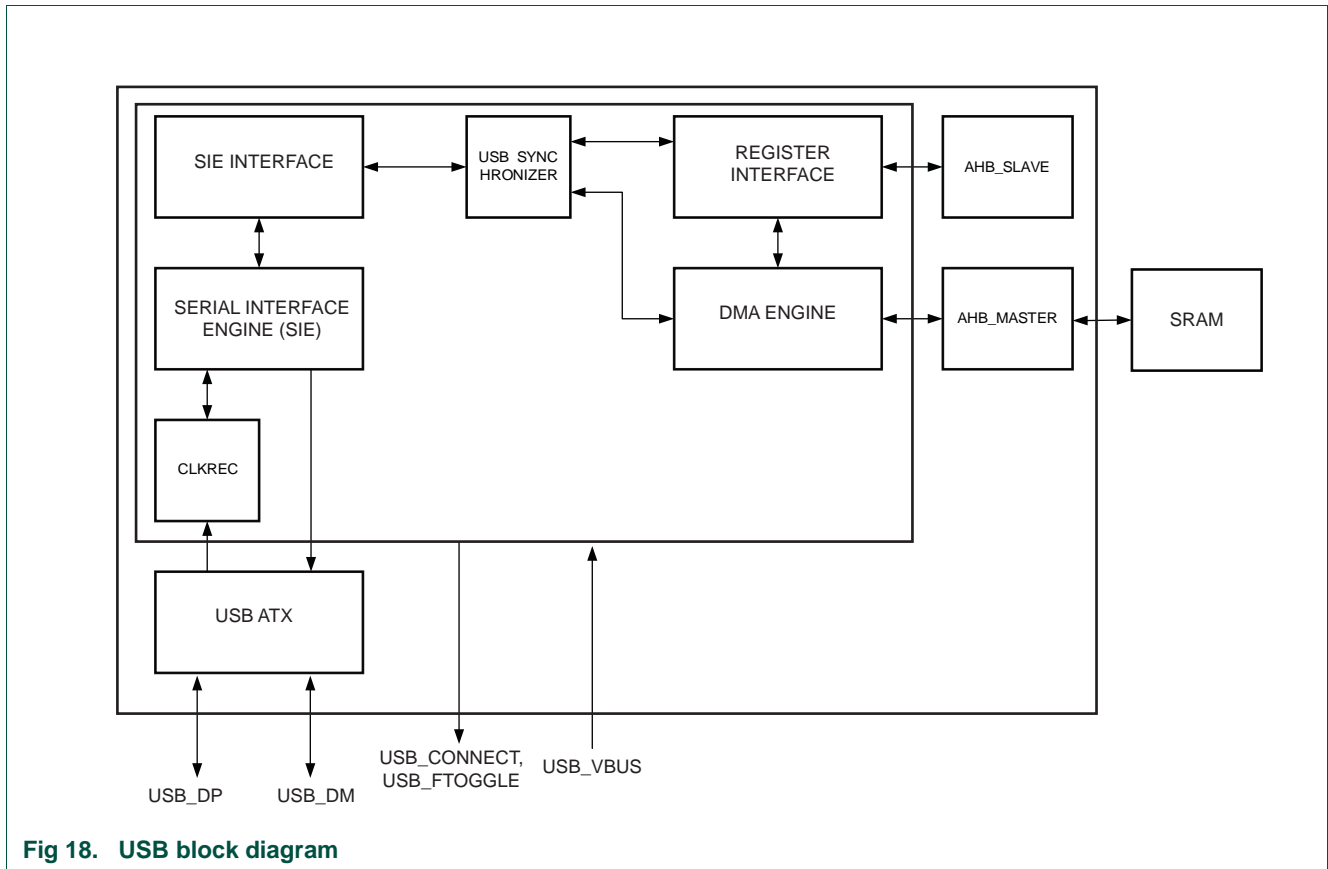 SIE INTERFACE
USB SYNC
HRONIZER
REGISTER
INTERFACE
AHB_SLAVE
SERIAL INTERFACE
ENGINE (SIE)
DMA ENGINE
AHB_MASTER
SRAM
CLKREC
USB ATX
USB_DP
USB_DM
USB_CONNECT,
USB_FTOGGLE
USB_VBUS
Fig 18. USB block diagram